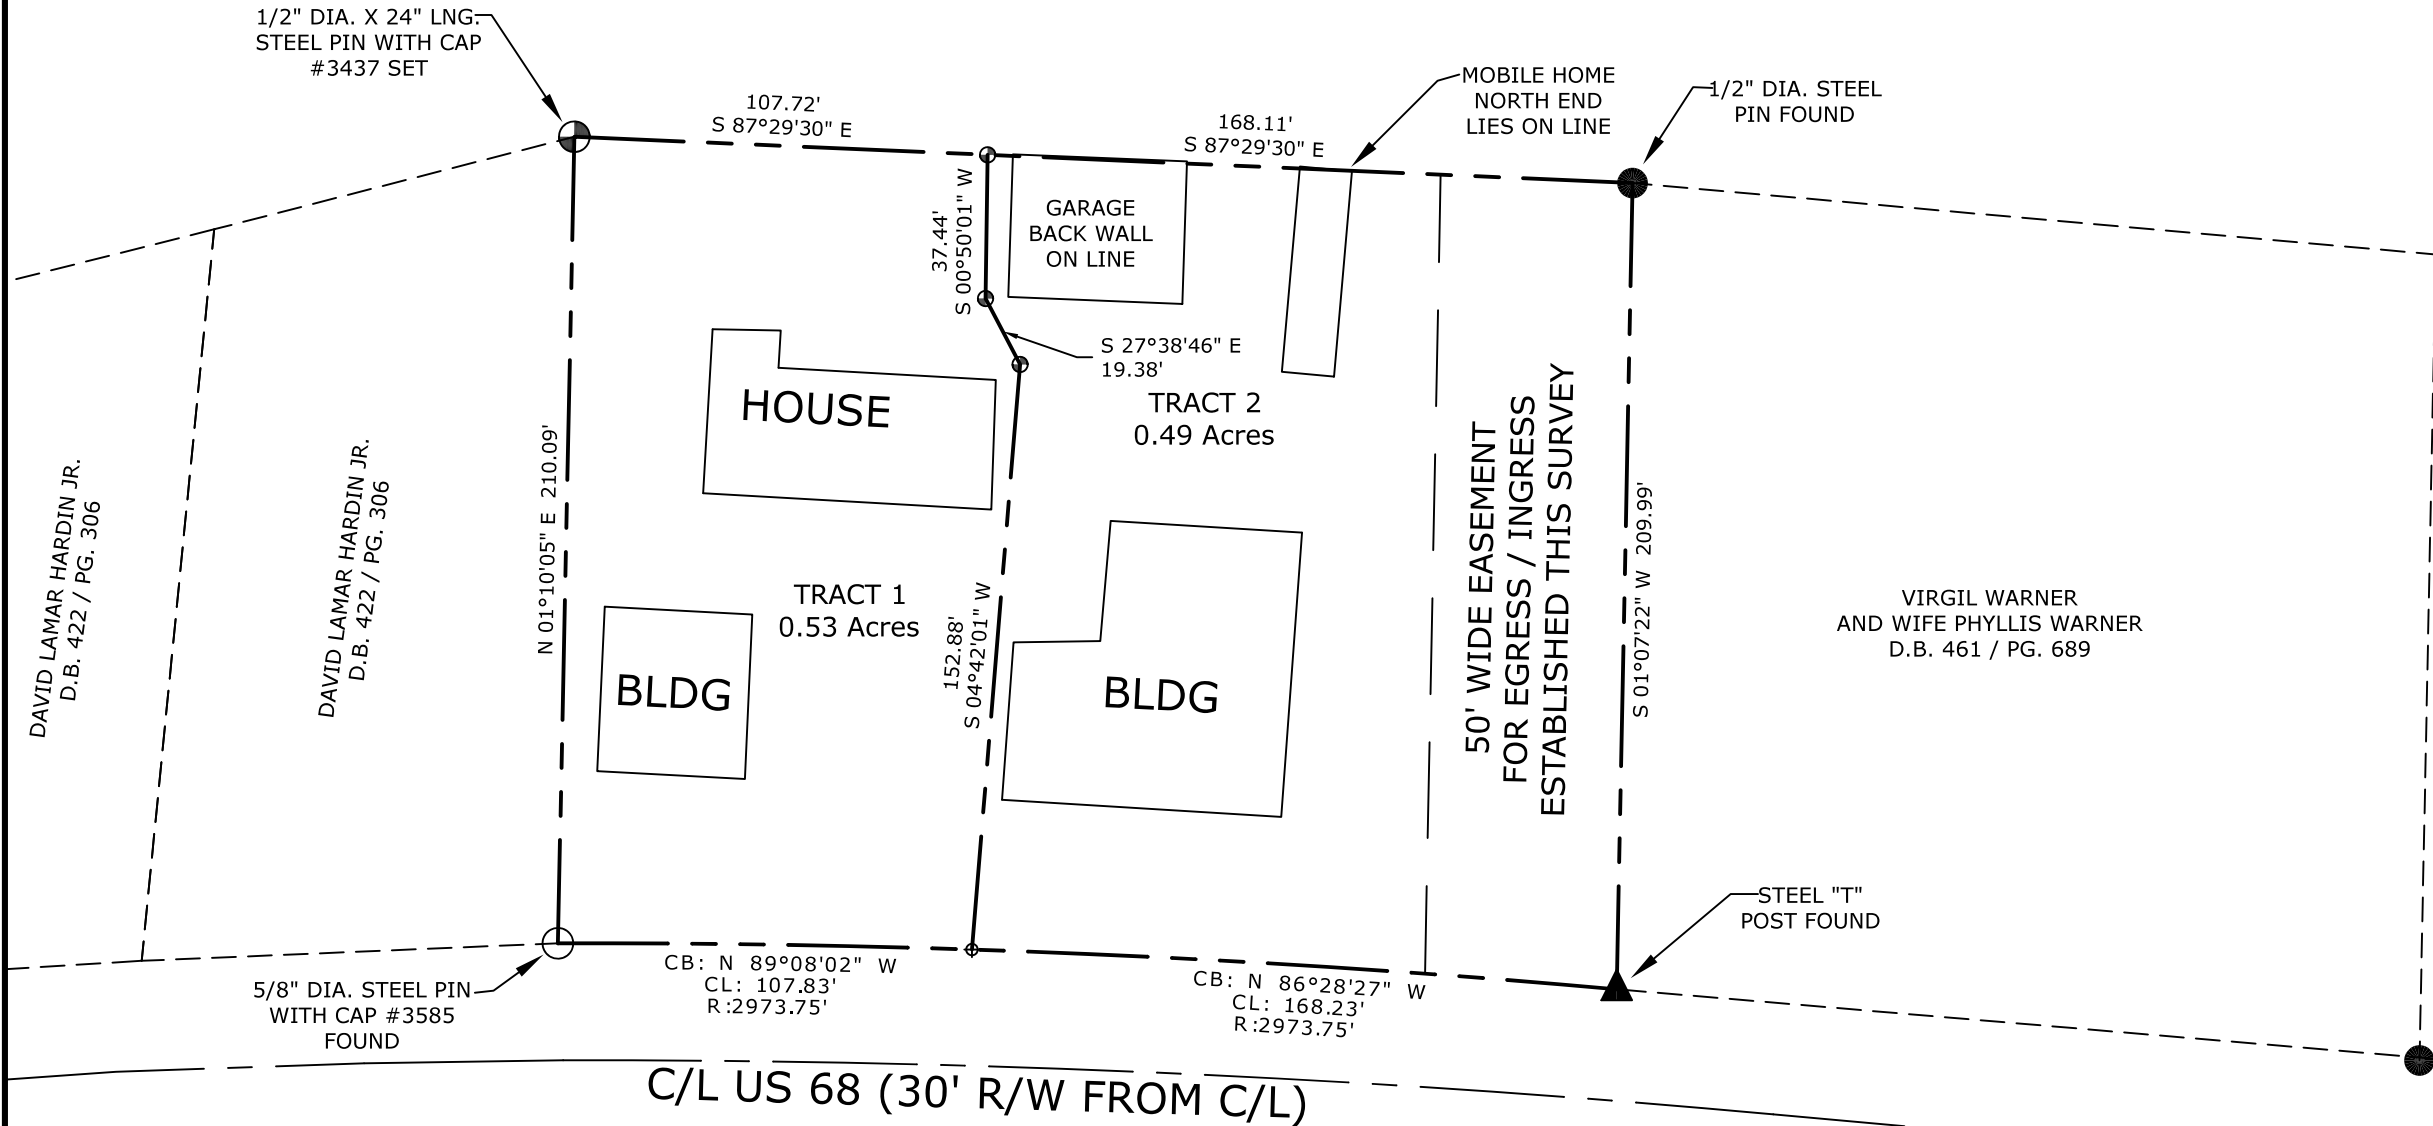 1/2" DIA. X 24" LNG.
STEEL PIN WITH CAP
#3437 SET
107.72'
S 87°29'30" E
168.11'
S 87°29'30" E
MOBILE HOME
NORTH END
LIES ON LINE
1/2" DIA. STEEL
PIN FOUND
37.44'
S 00°50'01" W
GARAGE
BACK WALL
ON LINE
S 27°38'46" E
19.38'
HOUSE
TRACT 2
0.49 Acres
DAVID LAMAR HARDIN JR.
D.B. 422 / PG. 306
DAVID LAMAR HARDIN JR.
D.B. 422 / PG. 306
N 01°10'05" E 210.09'
TRACT 1
0.53 Acres
152.88'
S 04°42'01" W
BLDG
BLDG
50' WIDE EASEMENT
FOR EGRESS / INGRESS
ESTABLISHED THIS SURVEY
S 01°07'22" W 209.99'
VIRGIL WARNER
AND WIFE PHYLLIS WARNER
D.B. 461 / PG. 689
STEEL "T"
POST FOUND
5/8" DIA. STEEL PIN
WITH CAP #3585
FOUND
CB: N 89°08'02" W
CL: 107.83'
R:2973.75'
CB: N 86°28'27" W
CL: 168.23'
R:2973.75'
C/L US 68 (30' R/W FROM C/L)